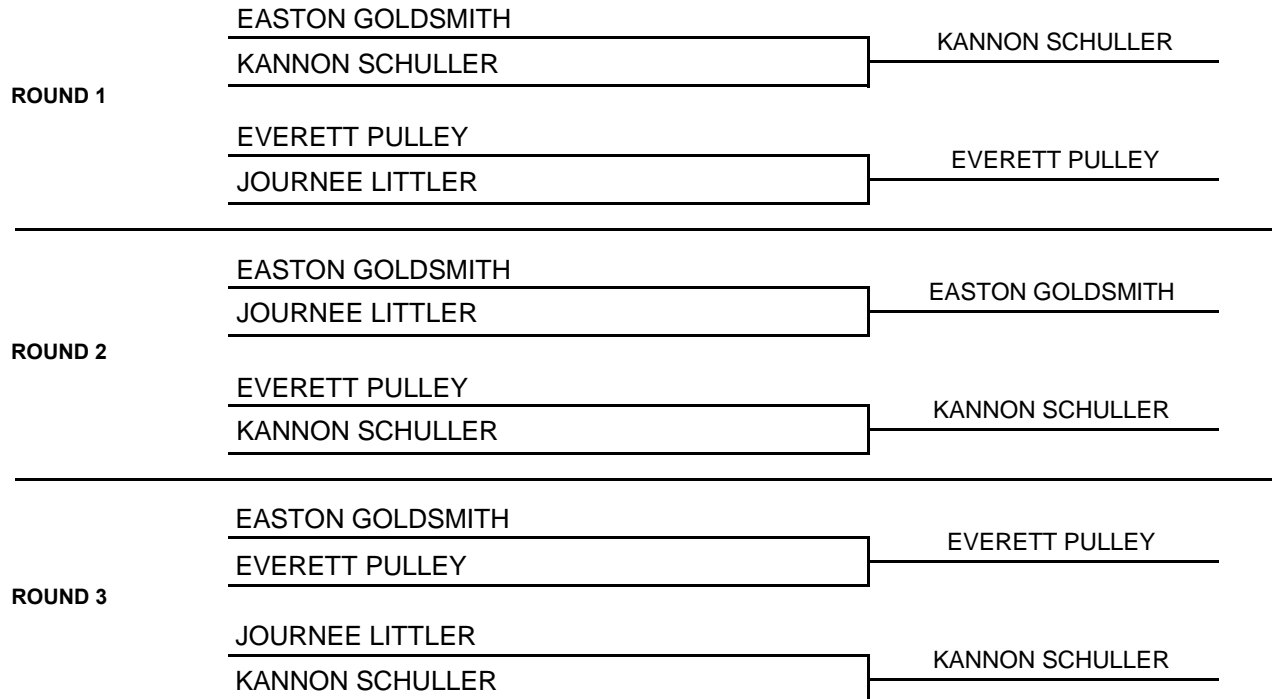 EASTON GOLDSMITH
KANNON SCHULLER
KANNON SCHULLER
ROUND 1
EVERETT PULLEY
EVERETT PULLEY
JOURNEE LITTLER
EASTON GOLDSMITH
EASTON GOLDSMITH
JOURNEE LITTLER
ROUND 2
EVERETT PULLEY
KANNON SCHULLER
KANNON SCHULLER
EASTON GOLDSMITH
EVERETT PULLEY
EVERETT PULLEY
ROUND 3
JOURNEE LITTLER
KANNON SCHULLER
KANNON SCHULLER